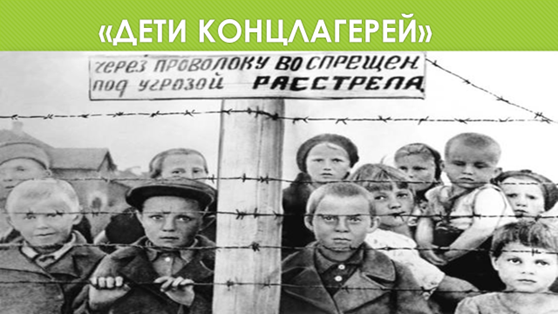 «ДЕТИ КОНЦЛАГЕРЕЙ»
ЧЕРЕЗ ПРОВОЛОКУ ВОСПРЕЩЕН
ПОД УГРОЗОЙ РАССТРЕЛА